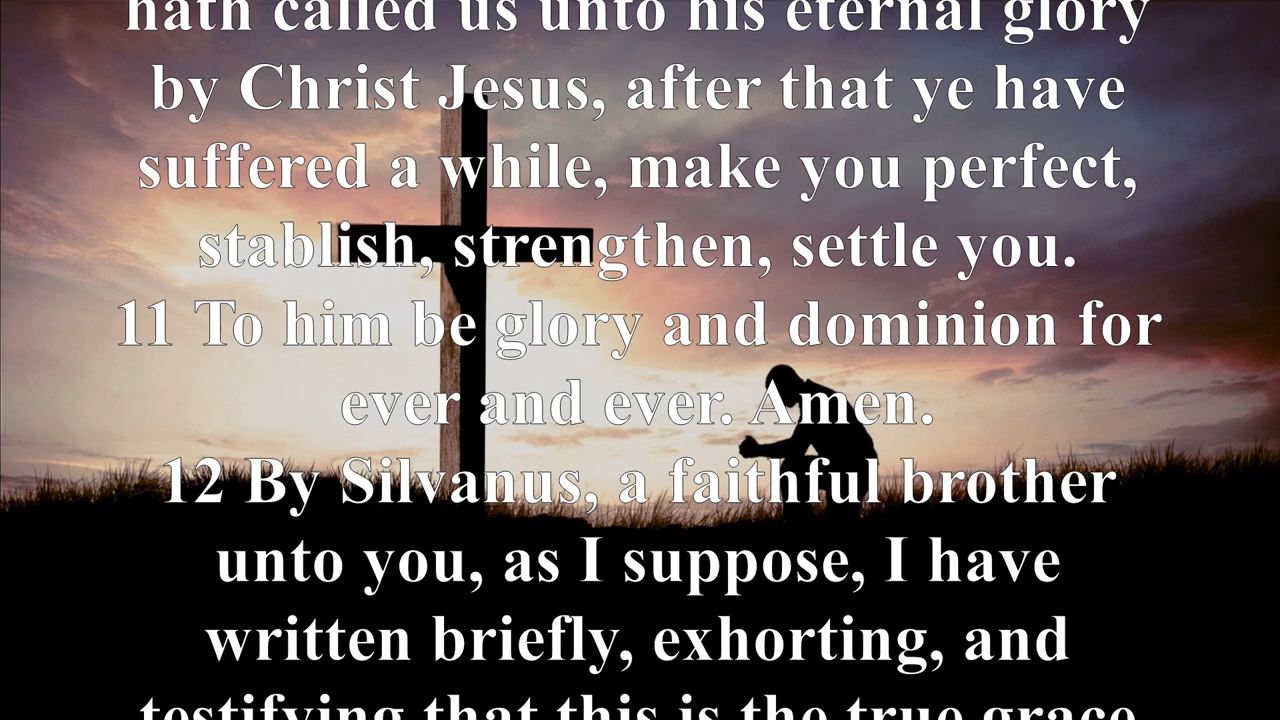 hath called us unto his eternal glory
by Christ Jesus, after that ye have
suffered a while, make you perfect,
stablish, strengthen, settle you.
11 To him be glory and dominion for
ever and ever. Amen.
12 By Silvanus, a faithful brother
unto you, as I suppose, I have
written briefly, exhorting, and
testifying that this is the true grace